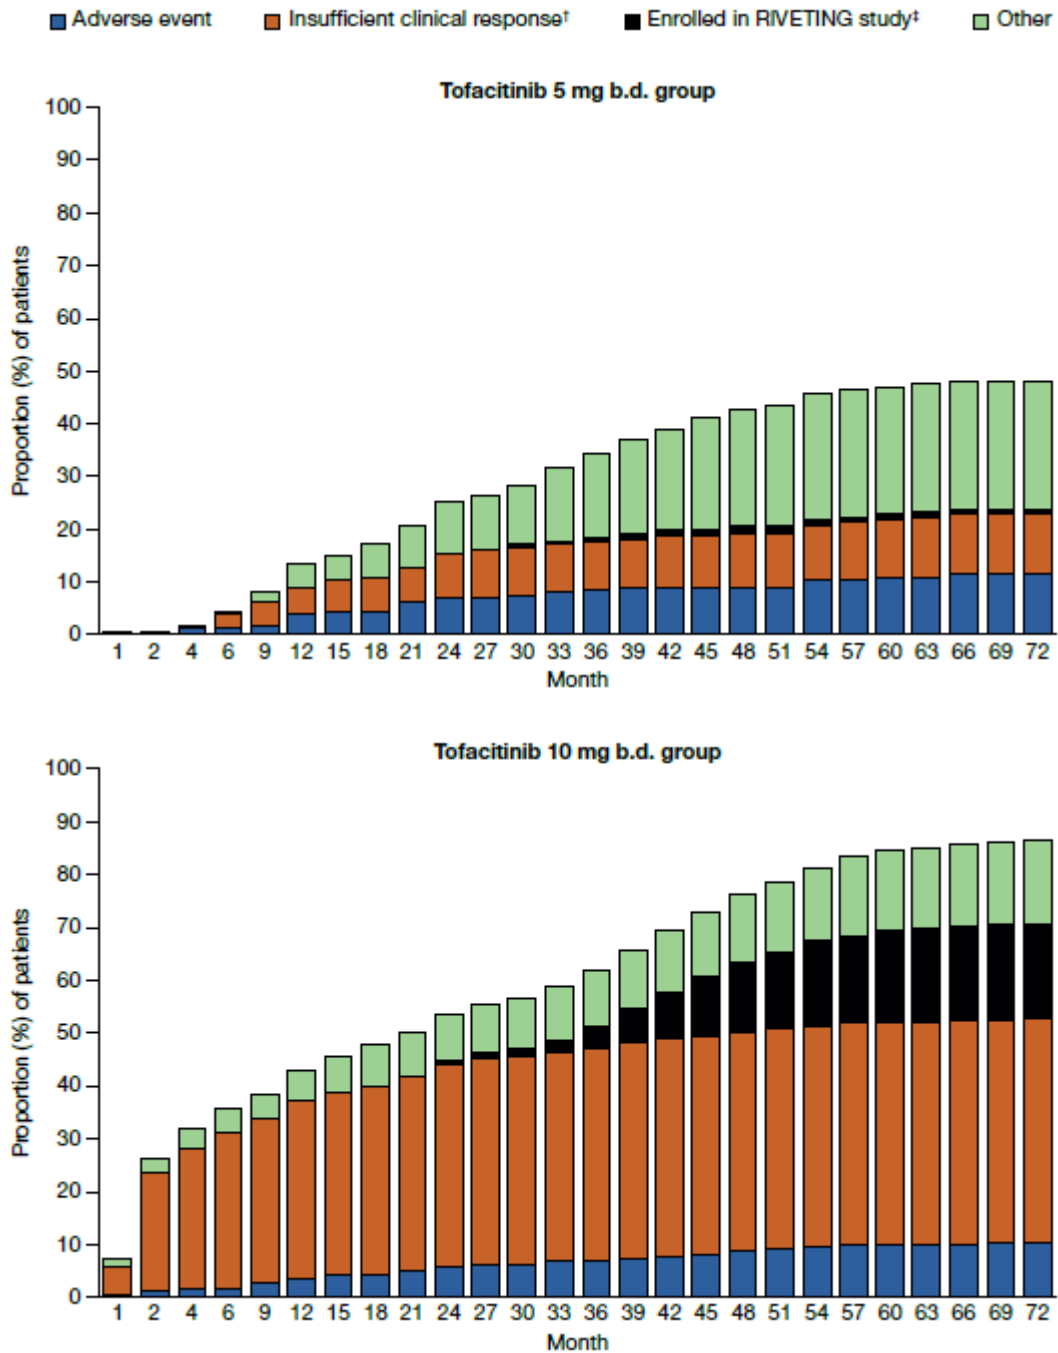 Adverse event Insufficient clinical response† Enrolled in RIVETING study‡ Other
Tofacitinib 5 mg b.d. group
100
90
80
70
60
50
40
30
20
10
0
Proportion (%) of patients
1 2 4 6 9 12 15 18 21 24 27 30 33 36 39 42 45 48 51 54 57 60 63 66 69 72
Month
Tofacitinib 10 mg b.d. group
100
90
80
70
60
50
40
30
20
10
0
Proportion (%) of patients
1 2 4 6 9 12 15 18 21 24 27 30 33 36 39 42 45 48 51 54 57 60 63 66 69 72
Month